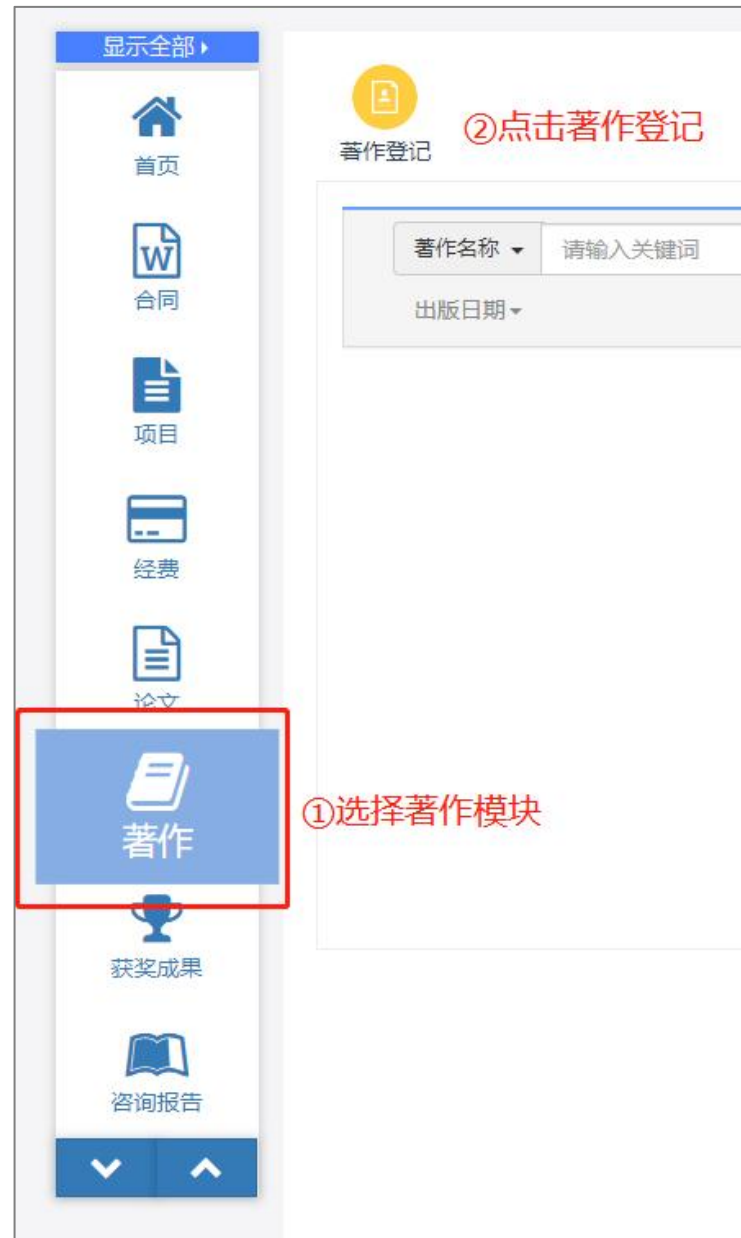 显示全部
首页
合同
项目
经费
论文
著作
获奖成果
咨询报告
著作登记
②点击著作登记
著作名称
请输入关键词
出版日期
①选择著作模块